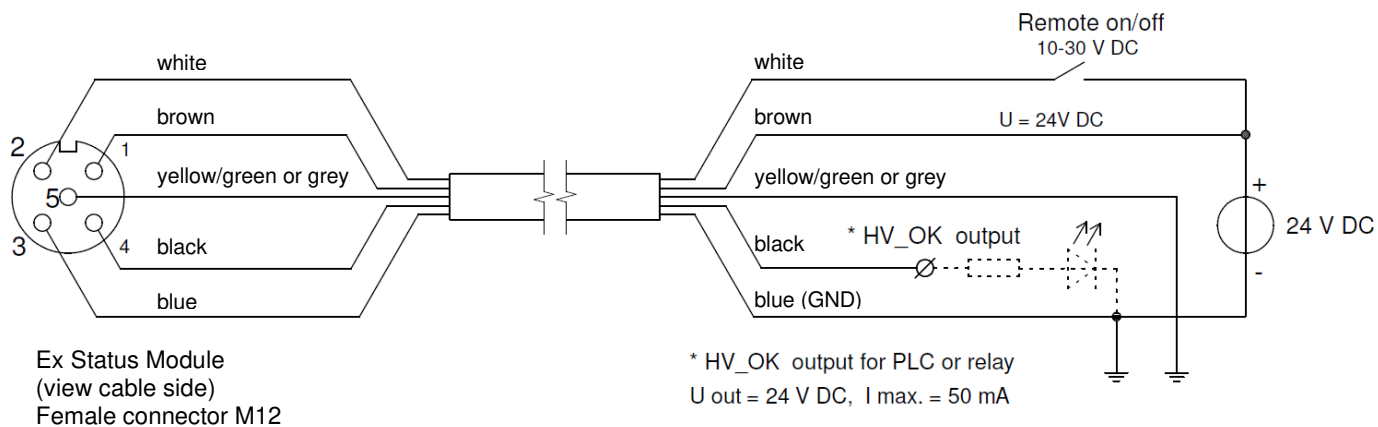 Remote on/off
10-30 V DC
white
white
brown
brown
U = 24V DC
2
1
yellow/green or grey
yellow/green or grey
5
+
24 V DC
3
4
black
black
* HV_OK output
-
blue
blue (GND)
Ex Status Module
(view cable side)
Female connector M12
* HV_OK output for PLC or relay
U out = 24 V DC, I max. = 50 mA